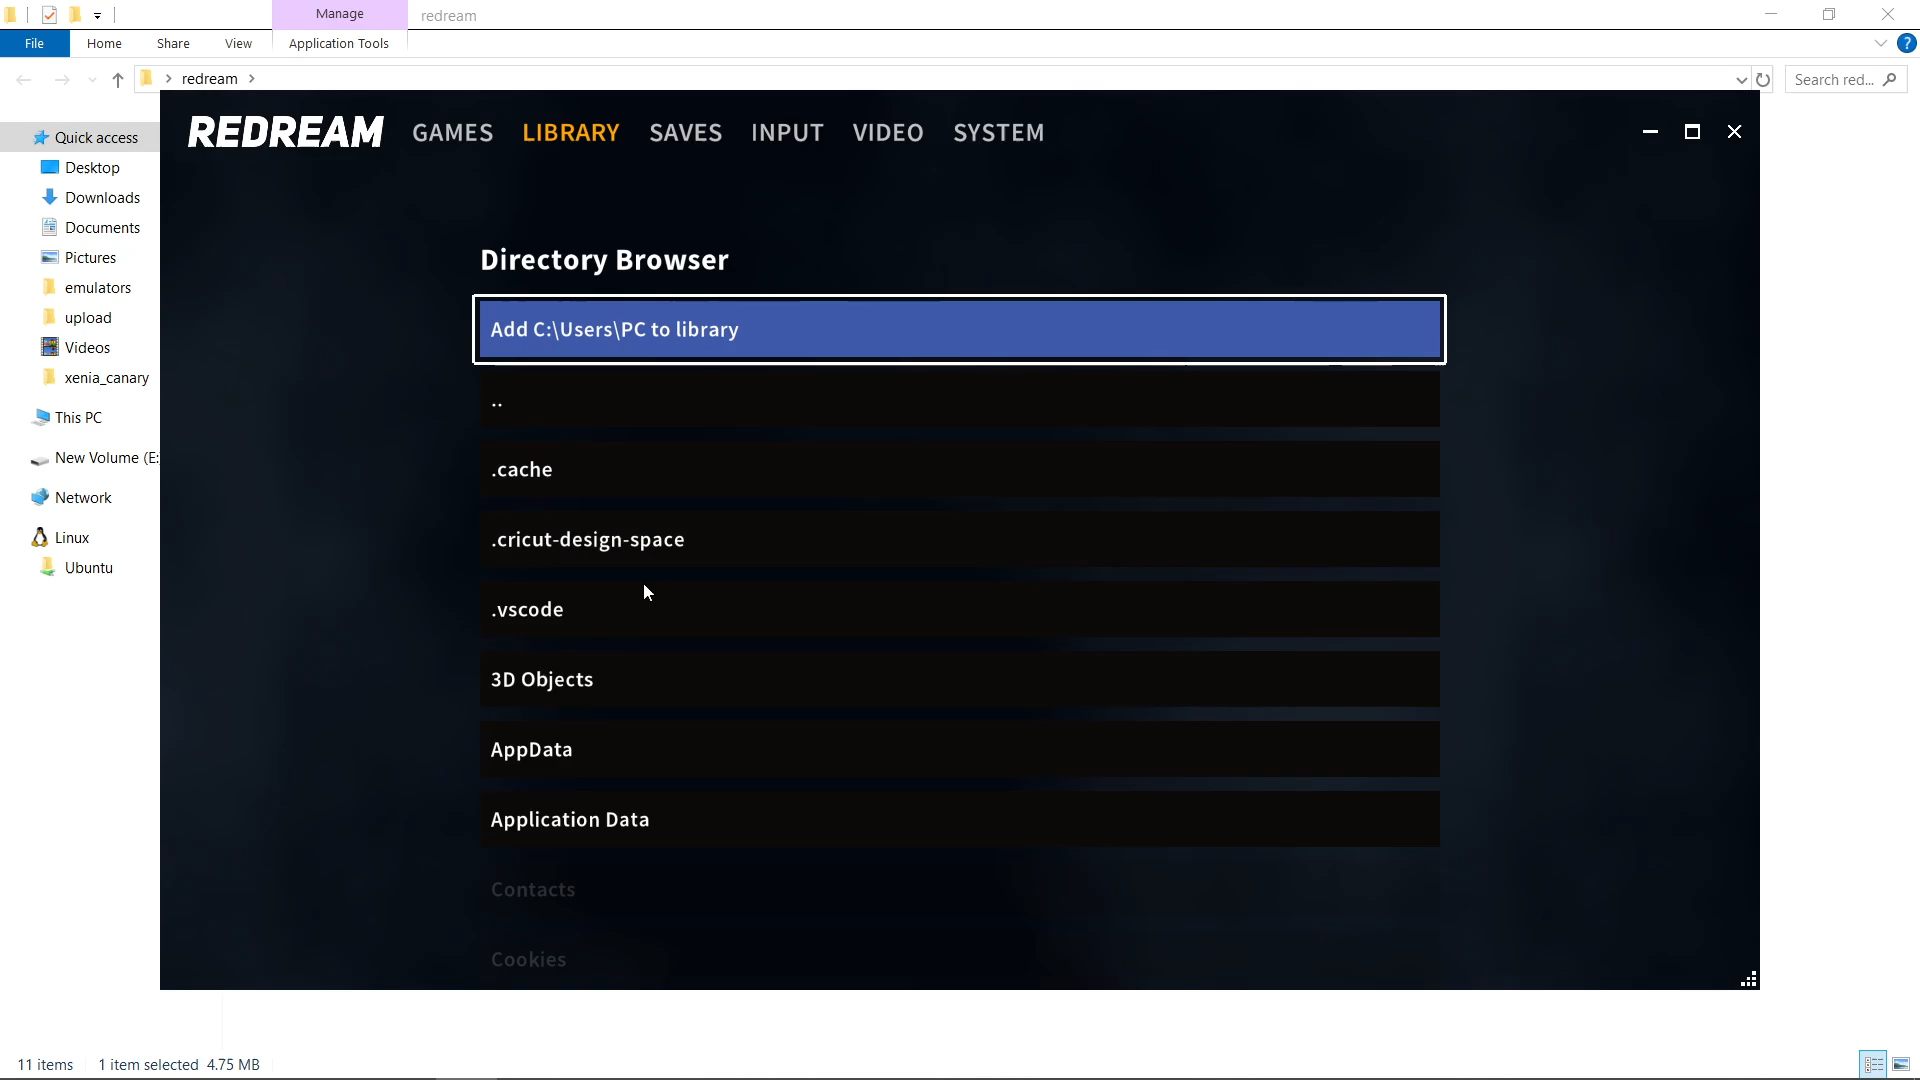 Manage
redream
File
Home
Share
View
Application Tools
redream
Search red...
REDREAM
GAMES
LIBRARY
SAVES
INPUT
VIDEO
SYSTEM
Quick access
Desktop
Downloads
Documents
Pictures
emulators
upload
Videos
xenia_canary
This PC
New Volume (E:
Network
Linux
Ubuntu
Directory Browser
Add C:\Users\PC to library
..
.cache
.cricut-design-space
.vscode
3D Objects
AppData
Application Data
Contacts
Cookies
11 items
1 item selected 4.75 MB